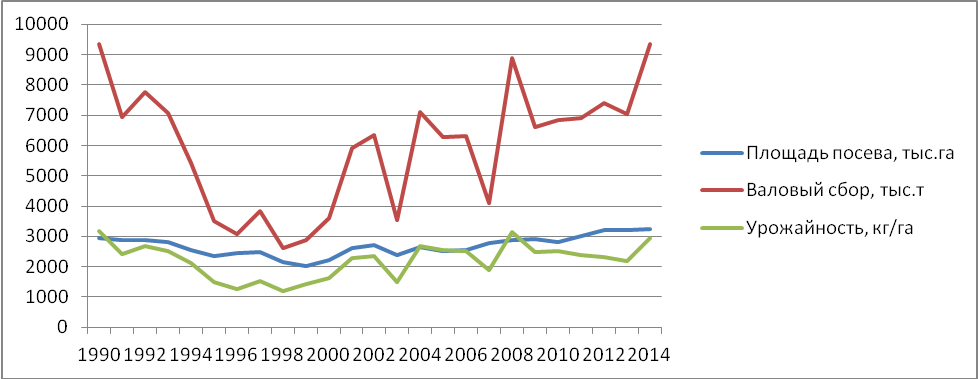 10000
9000
8000
7000
6000
5000
4000
3000
2000
1000
0
1990 1992 1994 1996 1998 2000 2002 2004 2006 2008 2010 2012 2014
Площадь посева, тыс.га
Валовый сбор, тыс.т
Урожайность, кг/га